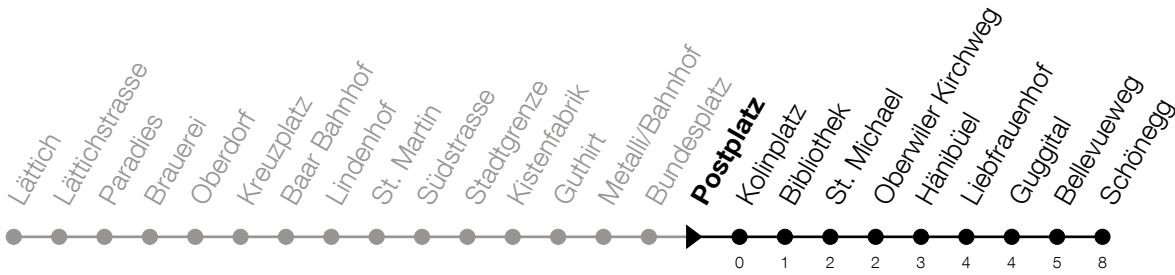 Lättich
Lättichstrasse
Paradies
Brauerei
Oberdorf
Kreuzplatz
Baar Bahnhof
Lindenhof
St. Martin
Südstrasse
Stadtgrenze
Kistenfabrik
Guthirt
Metalli/Bahnhof
Bundesplatz
Postplatz
Kolinplatz
Bibliothek
St. Michael
Oberwiler Kirchweg
Hänibüel
Liebfrauenhof
Guggital
Bellevueweg
Schönegg
0 1 2 2 3 4 4 5 8